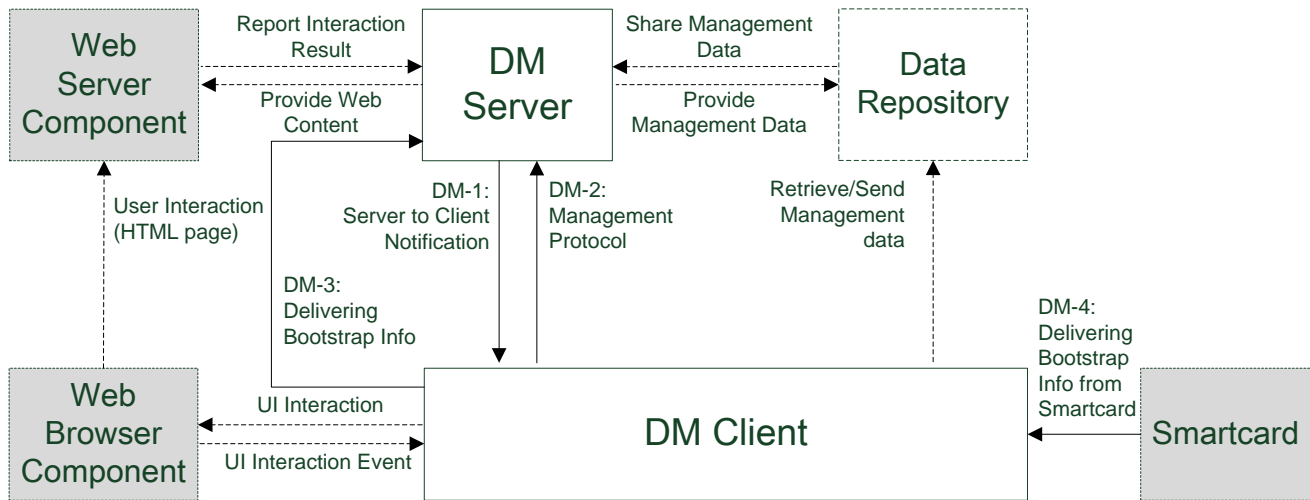 Web
Server
Component
Report Interaction
Result
Provide Web
Content
DM
Server
Share Management
Data
Provide
Management Data
Data
Repository
User Interaction
(HTML page)
DM-3:
Delivering
Bootstrap Info
DM-1:
Server to Client
Notification
DM-2:
Management
Protocol
Retrieve/Send
Management
data
DM-4:
Delivering
Bootstrap
Info from
Smartcard
Web
Browser
Component
UI Interaction
UI Interaction Event
DM Client
Smartcard